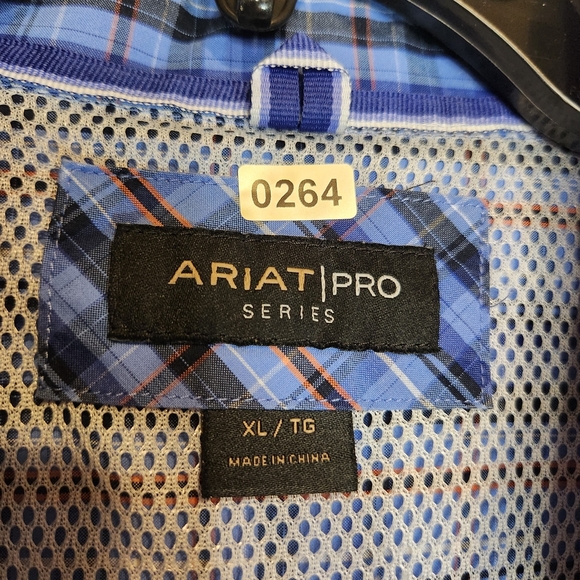 0264
ARIAT|PRO
SERIES
XL / TG
MADE IN CHINA